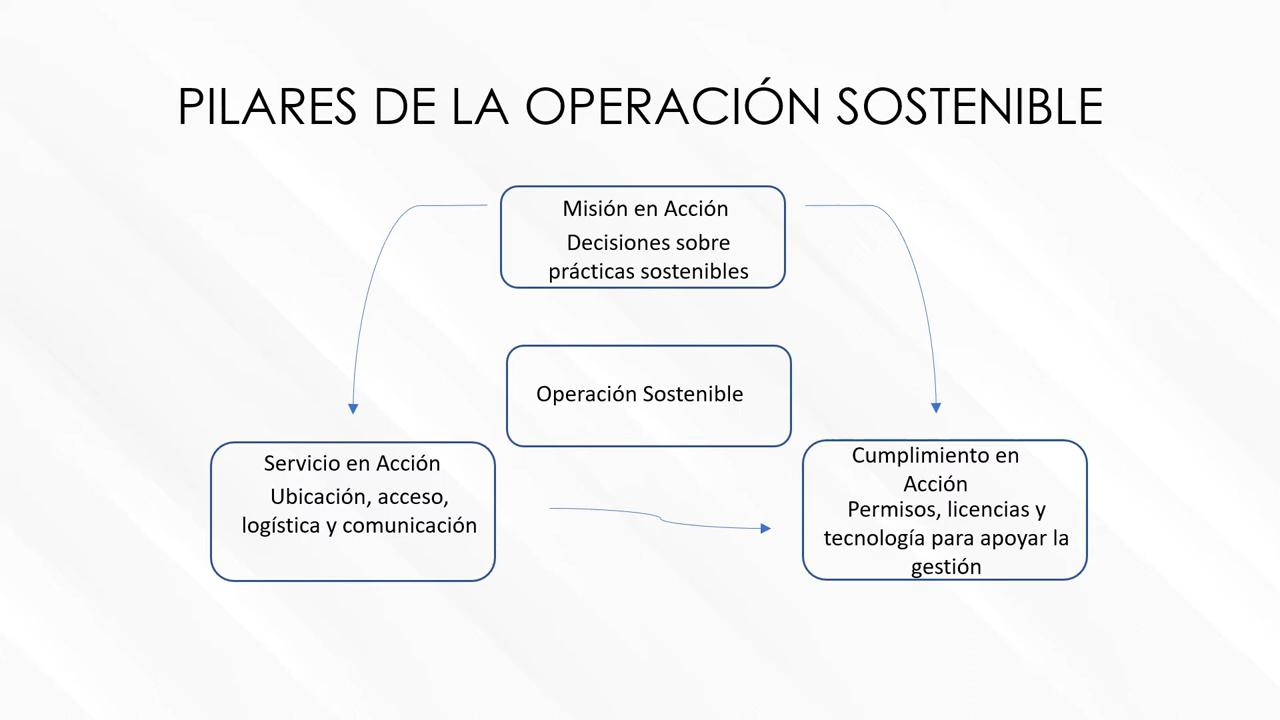 PILARES DE LA OPERACIÓN SOSTENIBLE
Misión en Acción
Decisiones sobre
prácticas sostenibles
Operación Sostenible
Servicio en Acción
Ubicación, acceso,
logística y comunicación
Cumplimiento en
Acción
Permisos, licencias y
tecnología para apoyar la
gestión